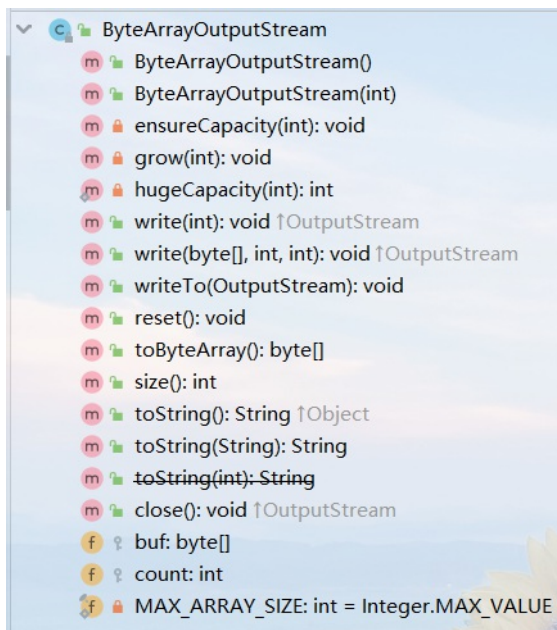 ByteArrayOutputStream
ByteArrayOutputStream()
ByteArrayOutputStream(int)
ensureCapacity(int): void
grow(int): void
hugeCapacity(int): int
write(int): void ↑OutputStream
write(byte[], int, int): void ↑OutputStream
writeTo(OutputStream): void
reset(): void
toByteArray(): byte[]
size(): int
toString(): String ↑Object
toString(String): String
toString(int): String
close(): void ↑OutputStream
buf: byte[]
count: int
MAX_ARRAY_SIZE: int = Integer.MAX_VALUE